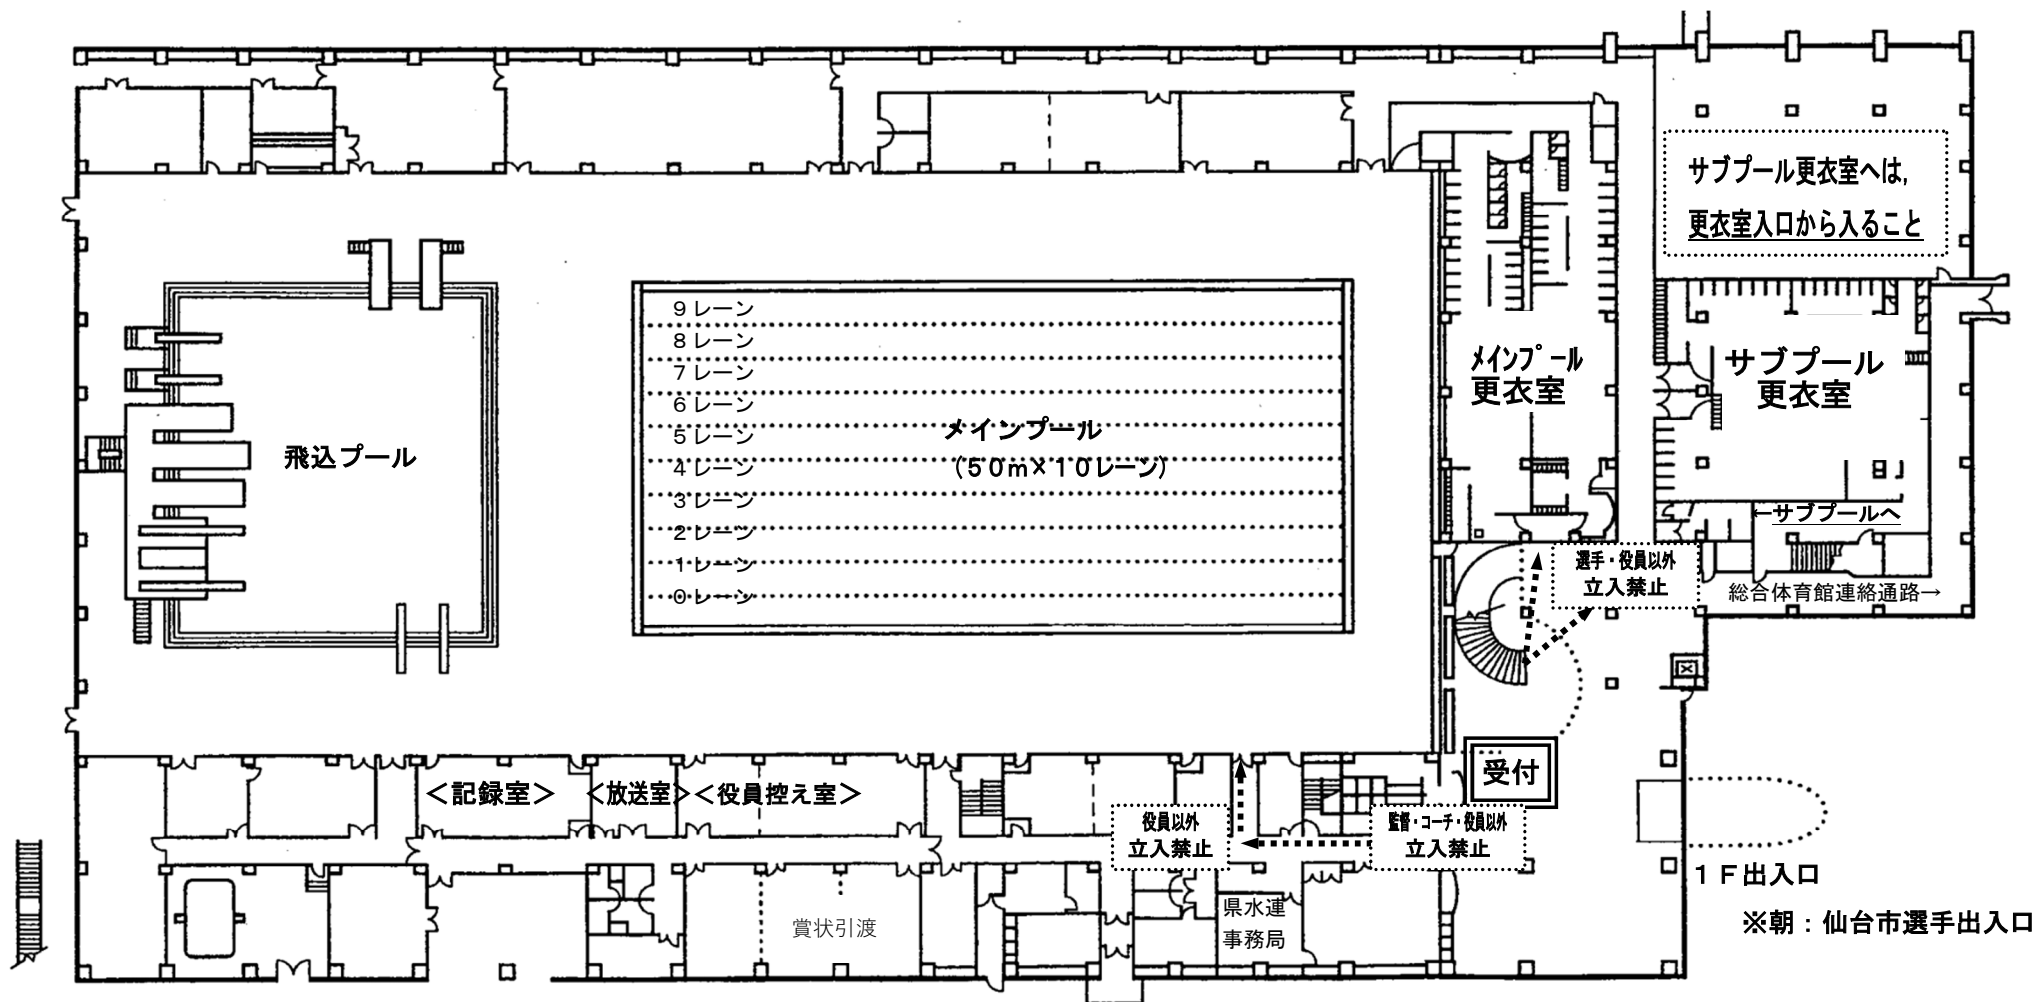 サブプール更衣室へは，
更衣室入口から入ること
９レーン
８レーン
７レーン
６レーン
５レーン
４レーン
３レーン
２レーン
１レーン
０レーン
飛込プール
メインプール
（５０ｍ×１０レーン）
メインプール
更衣室
サブプール
更衣室
←サブプールへ
選手・役員以外
立入禁止
総合体育館連絡通路→
受付
＜記録室＞
＜放送室＞
＜役員控え室＞
役員以外
立入禁止
監督・コーチ・役員以外
立入禁止
１Ｆ出入口
※朝：仙台市選手出入口
賞状引渡
県水連
事務局